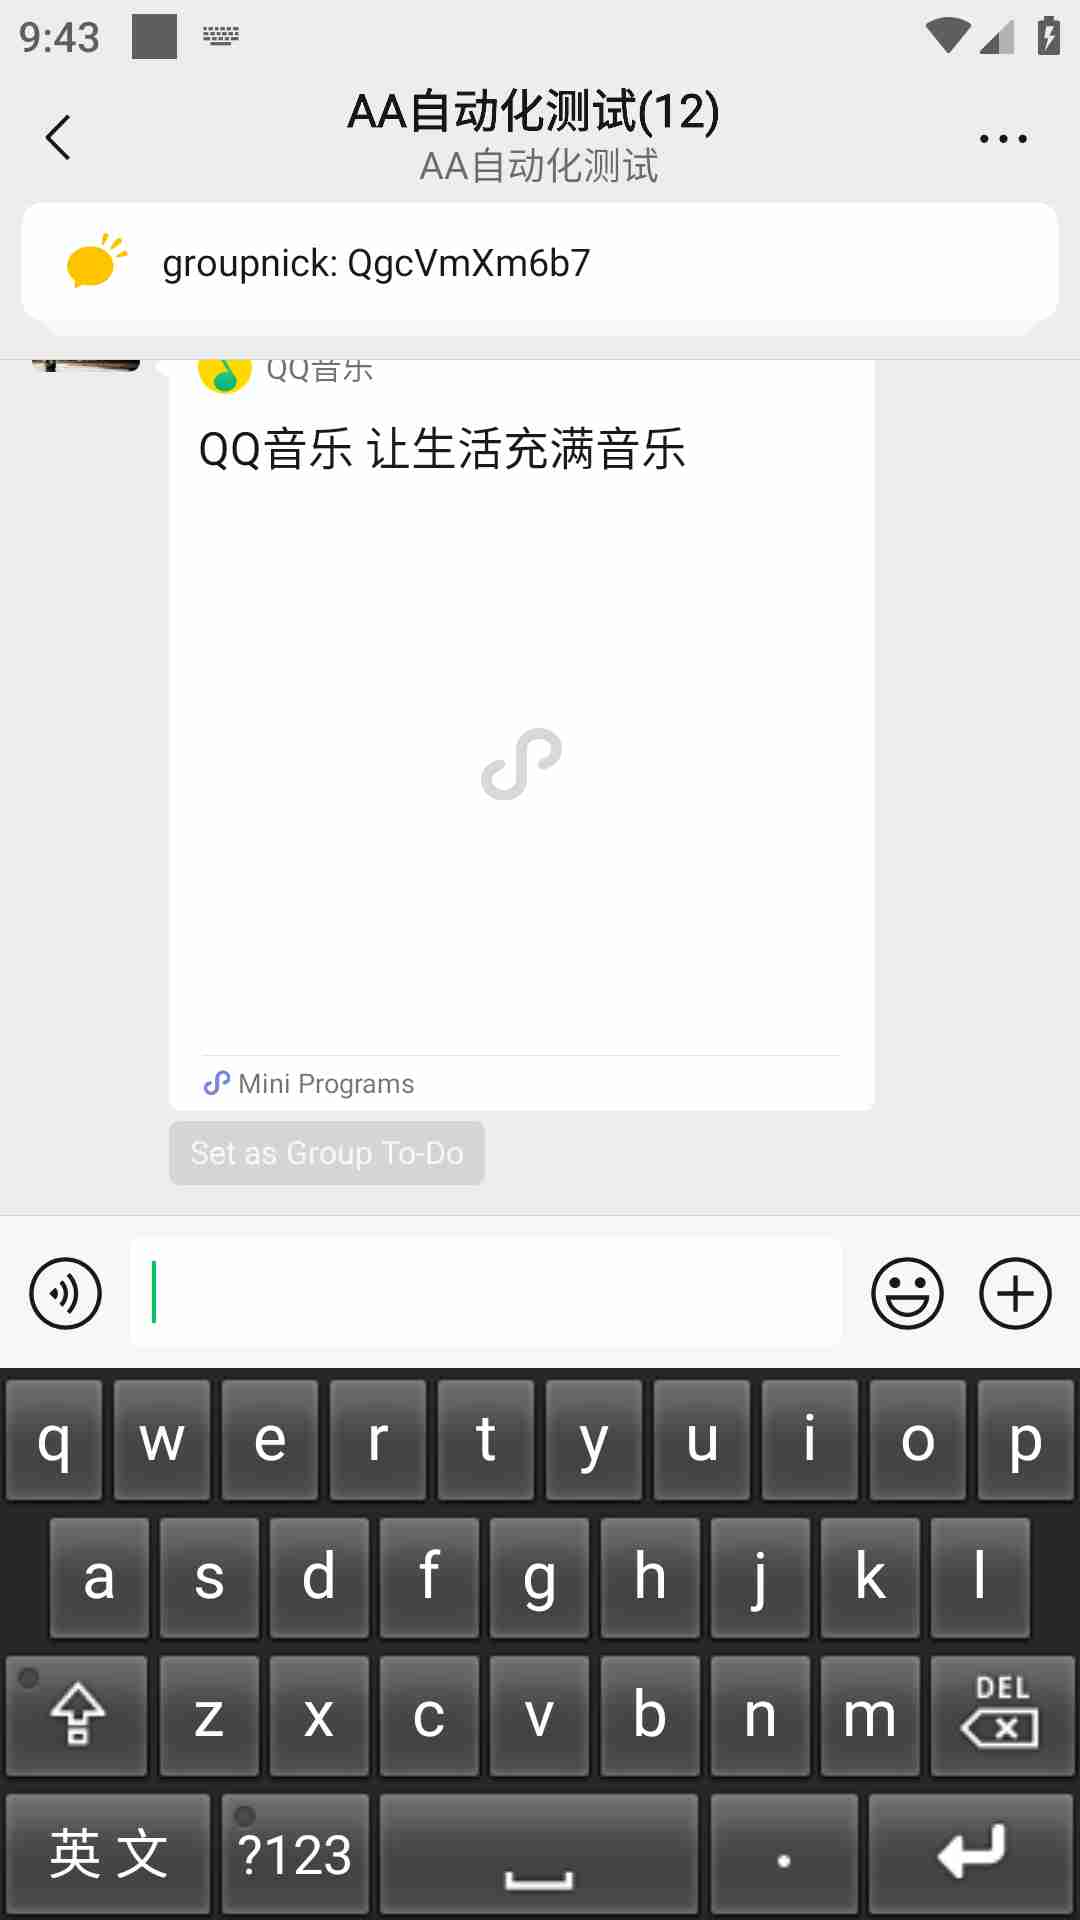 9:43
AA自动化测试(12)
AA自动化测试
groupnick: QgcVmXm6b7
QQ音乐
QQ音乐 让生活充满音乐
Mini Programs
Set as Group To-Do
q w e r t y u i o p
a s d f g h j k l
z x c v b n m DEL
英文 ?123 .